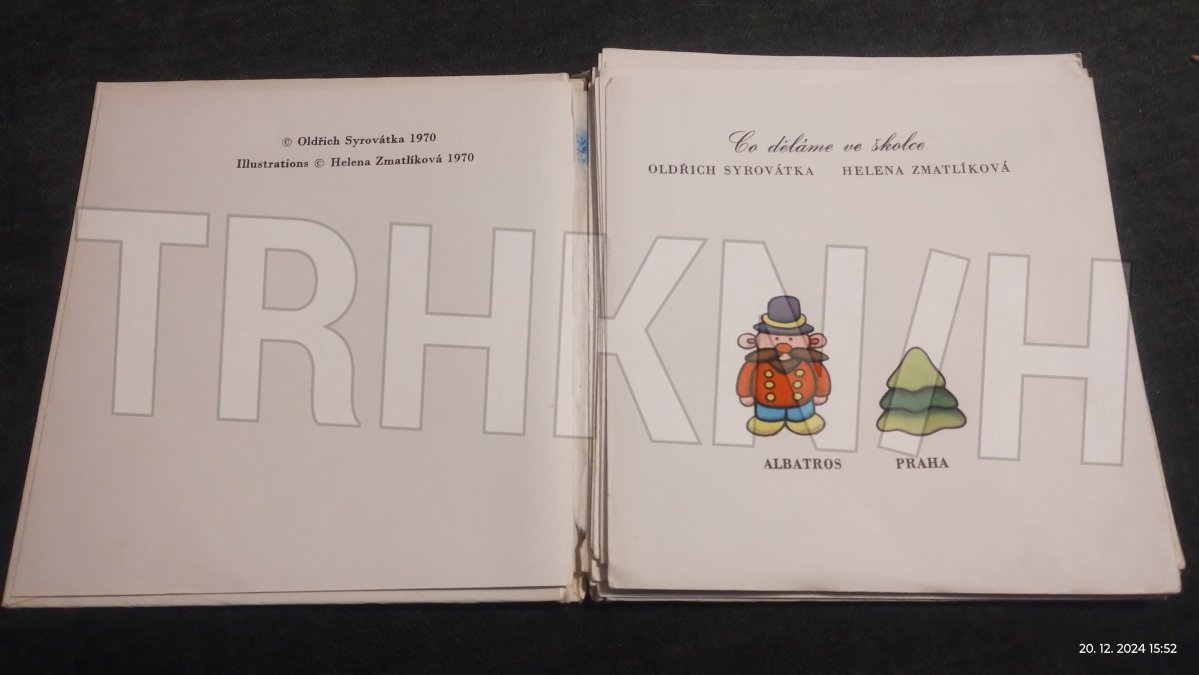 © Oldřich Syrovátka 1970
Illustrations © Helena Zmatlíková 1970
Co děláme ve školce
OLDŘICH SYROVÁTKA HELENA ZMATLÍKOVÁ
TRHKN/H
ALBATROS PRAHA
20. 12. 2024 15:52